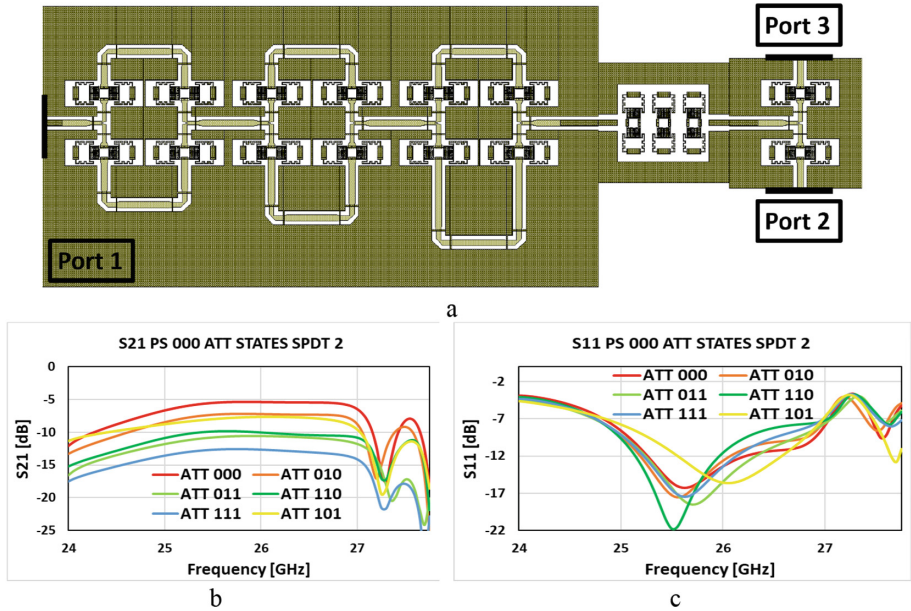 Port 3
Port 1
Port 2
a
S21 PS 000 ATT STATES SPDT 2
0
-5
-10
-15
-20
-25
S21 [dB]
ATT 000 ATT 010
ATT 011 ATT 110
ATT 111 ATT 101
24 25 26 27
Frequency [GHz]
b
S11 PS 000 ATT STATES SPDT 2
-2
-7
-12
-17
-22
S11 [dB]
ATT 000 ATT 010
ATT 011 ATT 110
ATT 111 ATT 101
24 25 26 27
Frequency [GHz]
c